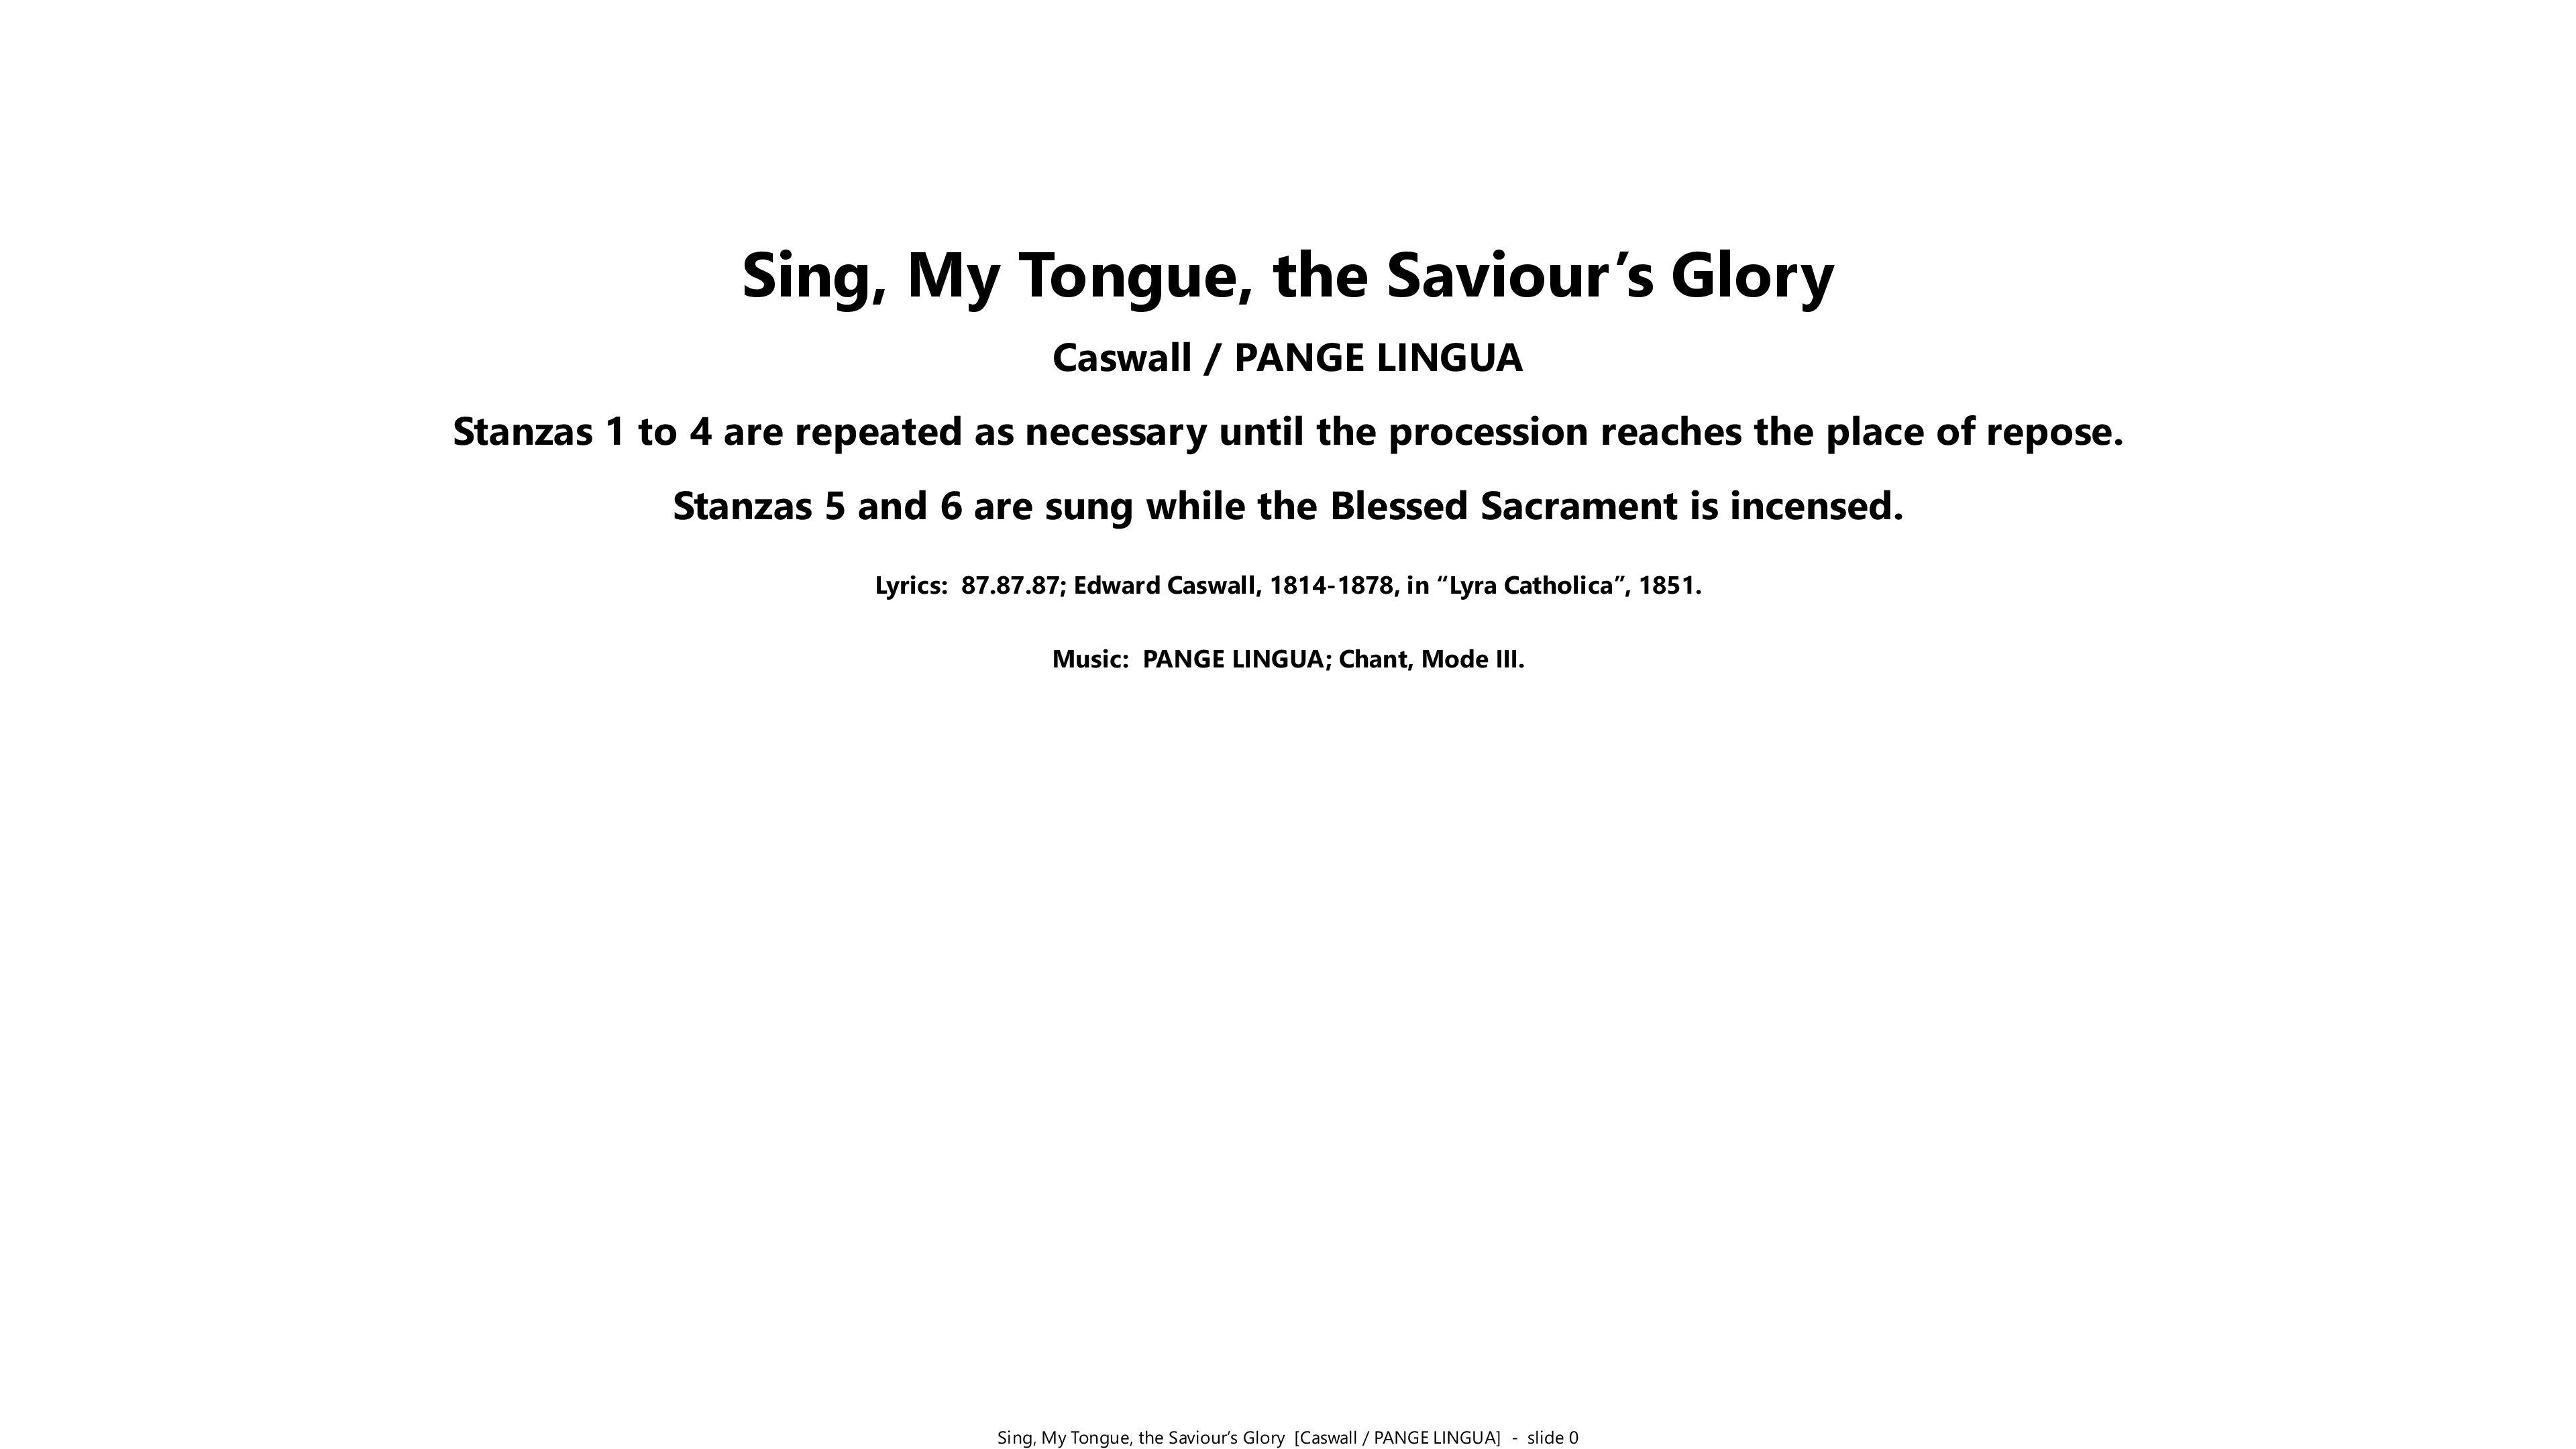 Sing, My Tongue, the Saviour’s Glory
Caswall / PANGE LINGUA
Stanzas 1 to 4 are repeated as necessary until the procession reaches the place of repose.
Stanzas 5 and 6 are sung while the Blessed Sacrament is incensed.
Lyrics:  87.87.87; Edward Caswall, 1814-1878, in “Lyra Catholica”, 1851.
Music:  PANGE LINGUA; Chant, Mode III.
Sing, My Tongue, the Saviour’s Glory  [Caswall / PANGE LINGUA]  -  slide 0